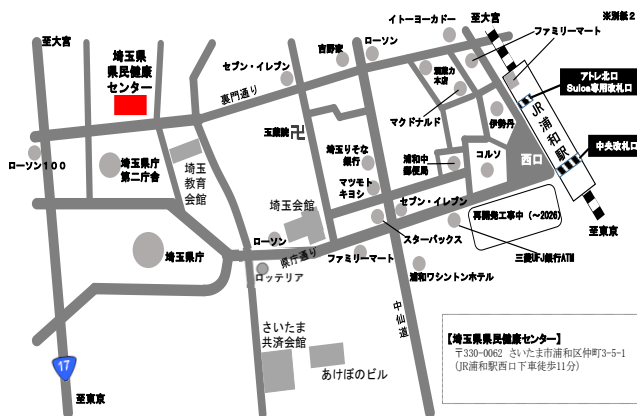 ※別紙２
至大宮
イトーヨーカドー
ファミリーマート
至大宮
埼玉県
県民健康
センター
吉野家
ローソン
セブン・イレブン
須原屋
本店
アトレ北口
Suica専用改札口
裏門通り
マクドナルド
伊勢丹
JR浦和駅
玉蔵院
卍
中央改札口
ローソン１００
埼玉県庁
第二庁舎
埼玉
教育
会館
埼玉りそな
銀行
浦和中
郵便局
コルソ
西口
マツモト
キヨシ
埼玉会館
セブン・イレブン
再開発工事中（～2026）
スターバックス
至東京
ローソン
県庁通り
埼玉県庁
ファミリーマート
三菱UFJ銀行ATM
ロッテリア
浦和ワシントンホテル
中山道
さいたま
共済会館
あけぼのビル
17
至東京
【埼玉県県民健康センター】
〒330-0062 さいたま市浦和区仲町3-5-1
(JR浦和駅西口下車徒歩11分)